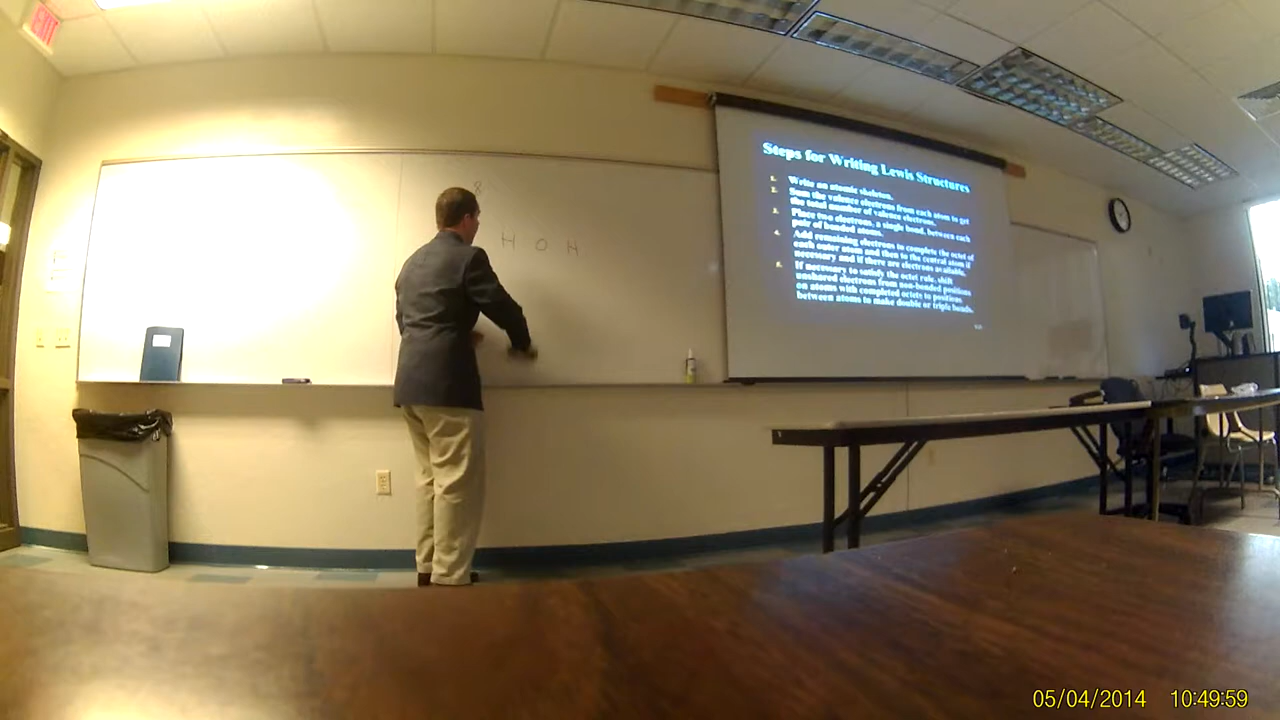 EXIT
8
H O H
Steps for Writing Lewis Structures
1. Write an atomic skeleton.
2. Sum the valence electrons from each atom to get
the total number of valence electrons.
3. Place two electrons, a single bond, between each
pair of bonded atoms.
4. Add remaining electrons to complete the octet of
each outer atom and then to the central atom if
necessary and if there are electrons available.
5. If necessary to satisfy the octet rule, shift
unshared electrons from non-bonded positions
on atoms with completed octets to positions
between atoms to make double or triple bonds.
05/04/2014 10:49:59